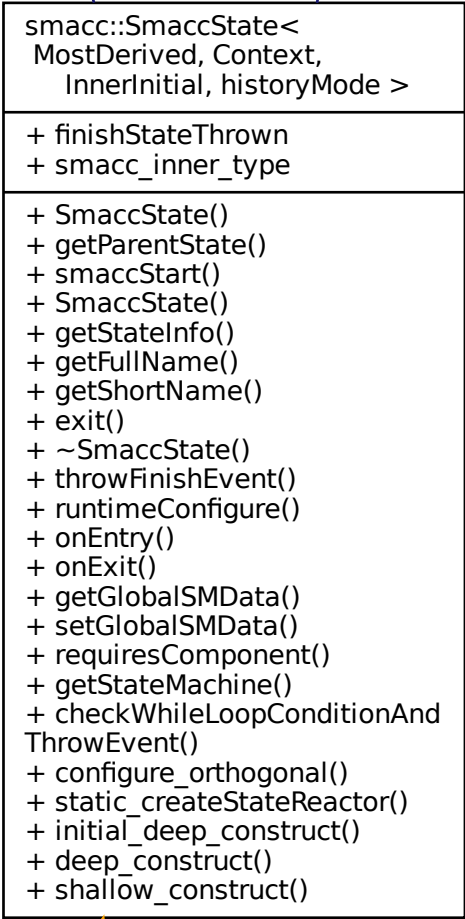 smacc::SmaccState<
MostDerived, Context,
InnerInitial, historyMode >
+ finishStateThrown
+ smacc_inner_type
+ SmaccState()
+ getParentState()
+ smaccStart()
+ SmaccState()
+ getStateInfo()
+ getFullName()
+ getShortName()
+ exit()
+ ~SmaccState()
+ throwFinishEvent()
+ runtimeConfigure()
+ onEntry()
+ onExit()
+ getGlobalSMData()
+ setGlobalSMData()
+ requiresComponent()
+ getStateMachine()
+ checkWhileLoopConditionAnd
ThrowEvent()
+ configure_orthogonal()
+ static_createStateReactor()
+ initial_deep_construct()
+ deep_construct()
+ shallow_construct()